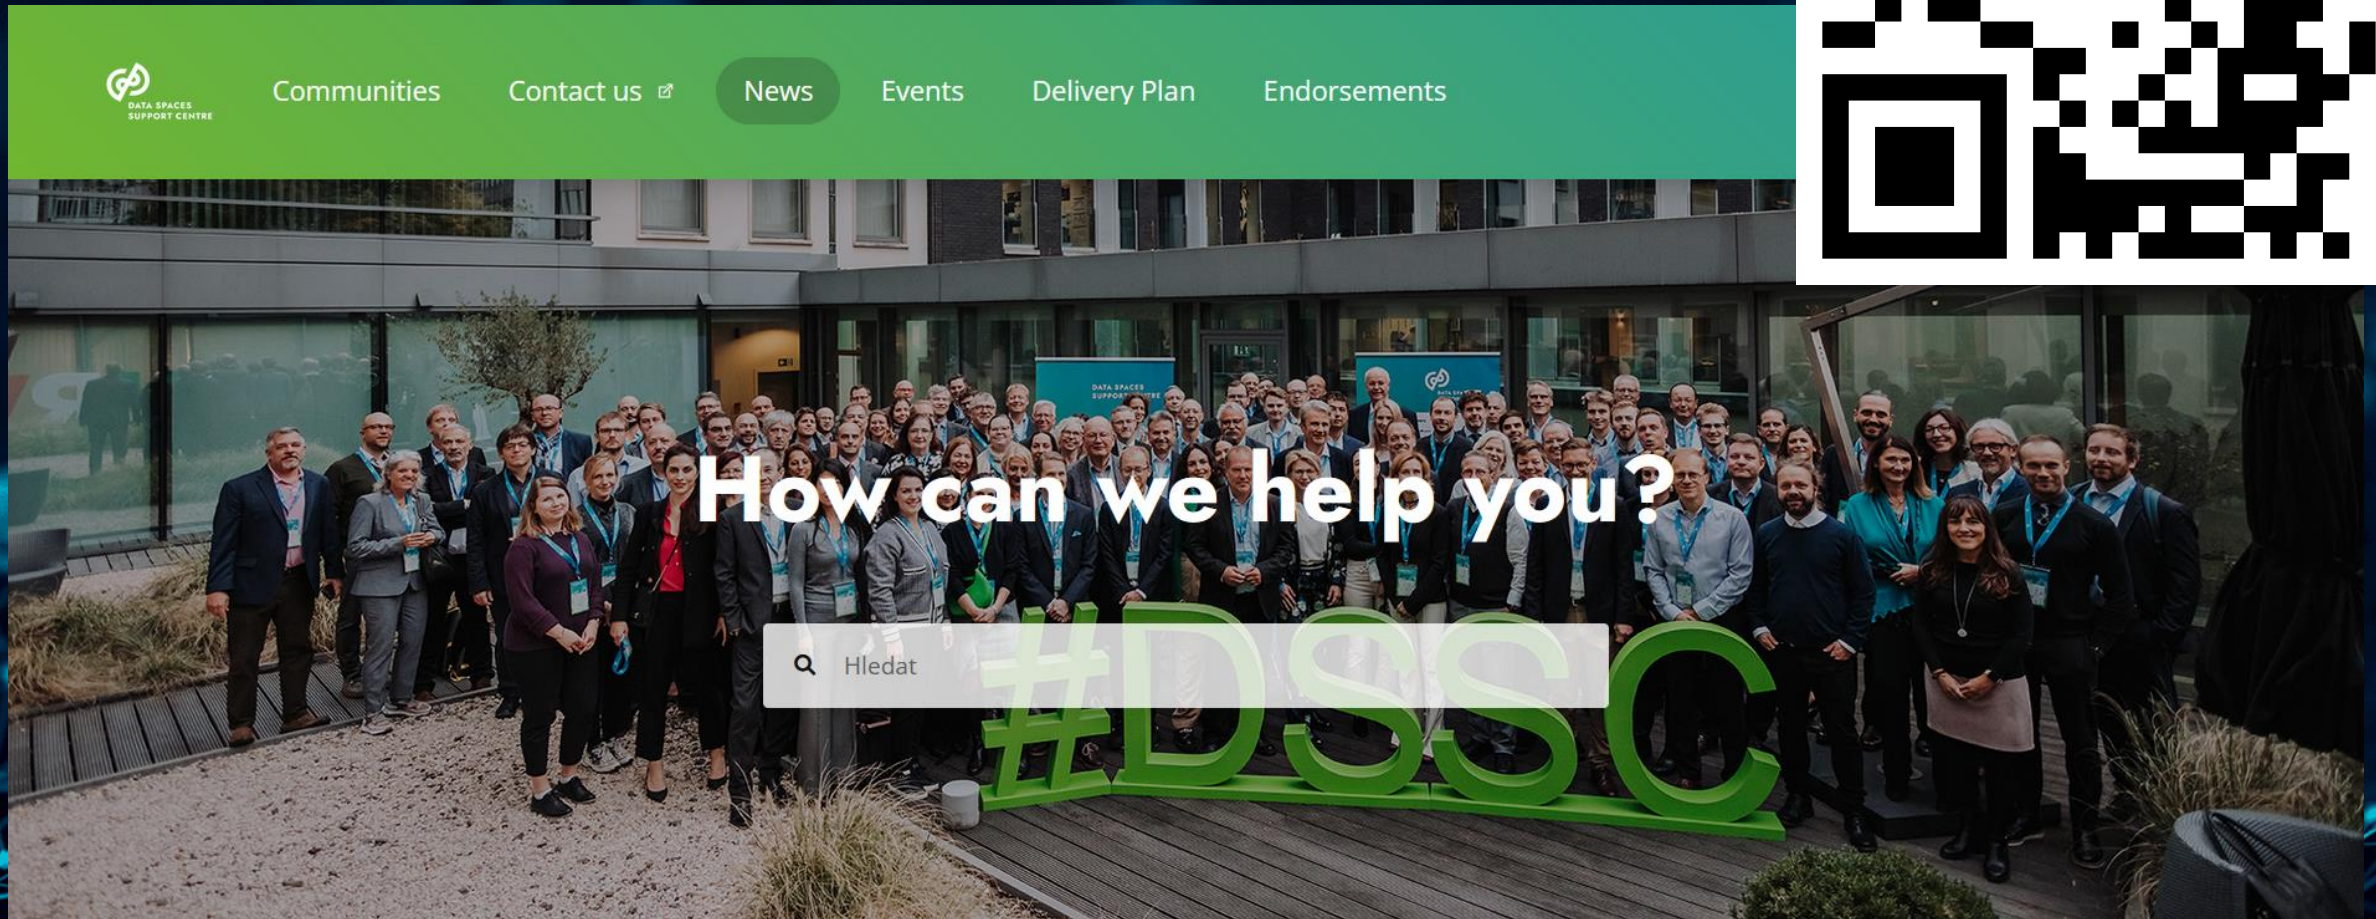 DATA SPACES
SUPPORT CENTRE
Communities
Contact us
News
Events
Delivery Plan
Endorsements
DATA SPACES
How can we help you?
Hledat
#DSSC